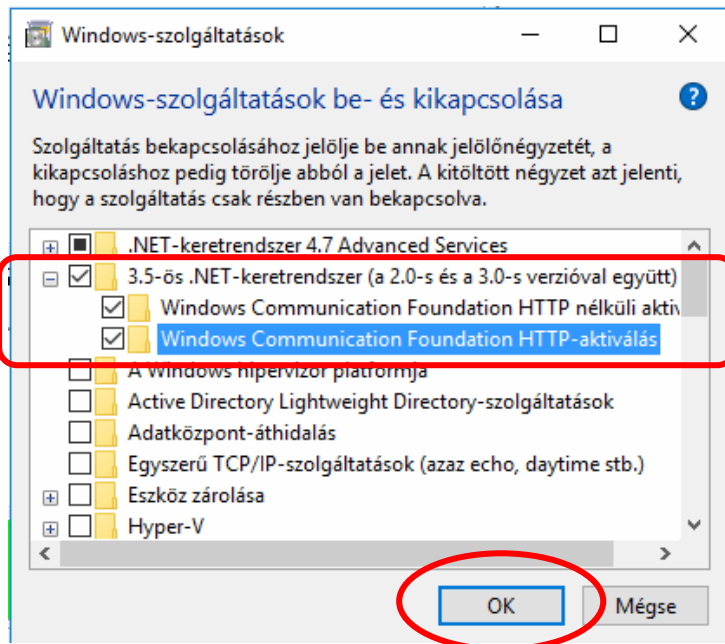 Windows-szolgáltatások
Windows-szolgáltatások be- és kikapcsolása
Szolgáltatás bekapcsolásához jelölje be annak jelölőnégyzetét, a
kikapcsoláshoz pedig törölje abból a jelet. A kitöltött négyzet azt jelenti,
hogy a szolgáltatás csak részben van bekapcsolva.
.NET-keretrendszer 4.7 Advanced Services
3.5-ös .NET-keretrendszer (a 2.0-s és a 3.0-s verzióval együtt)
Windows Communication Foundation HTTP nélküli aktiv
Windows Communication Foundation HTTP-aktiválás
A Windows hipervizor platformja
Active Directory Lightweight Directory-szolgáltatások
Adatközpont-áthidalás
Egyszerű TCP/IP-szolgáltatások (azaz echo, daytime stb.)
Eszköz zárolása
Hyper-V
OK Mégse